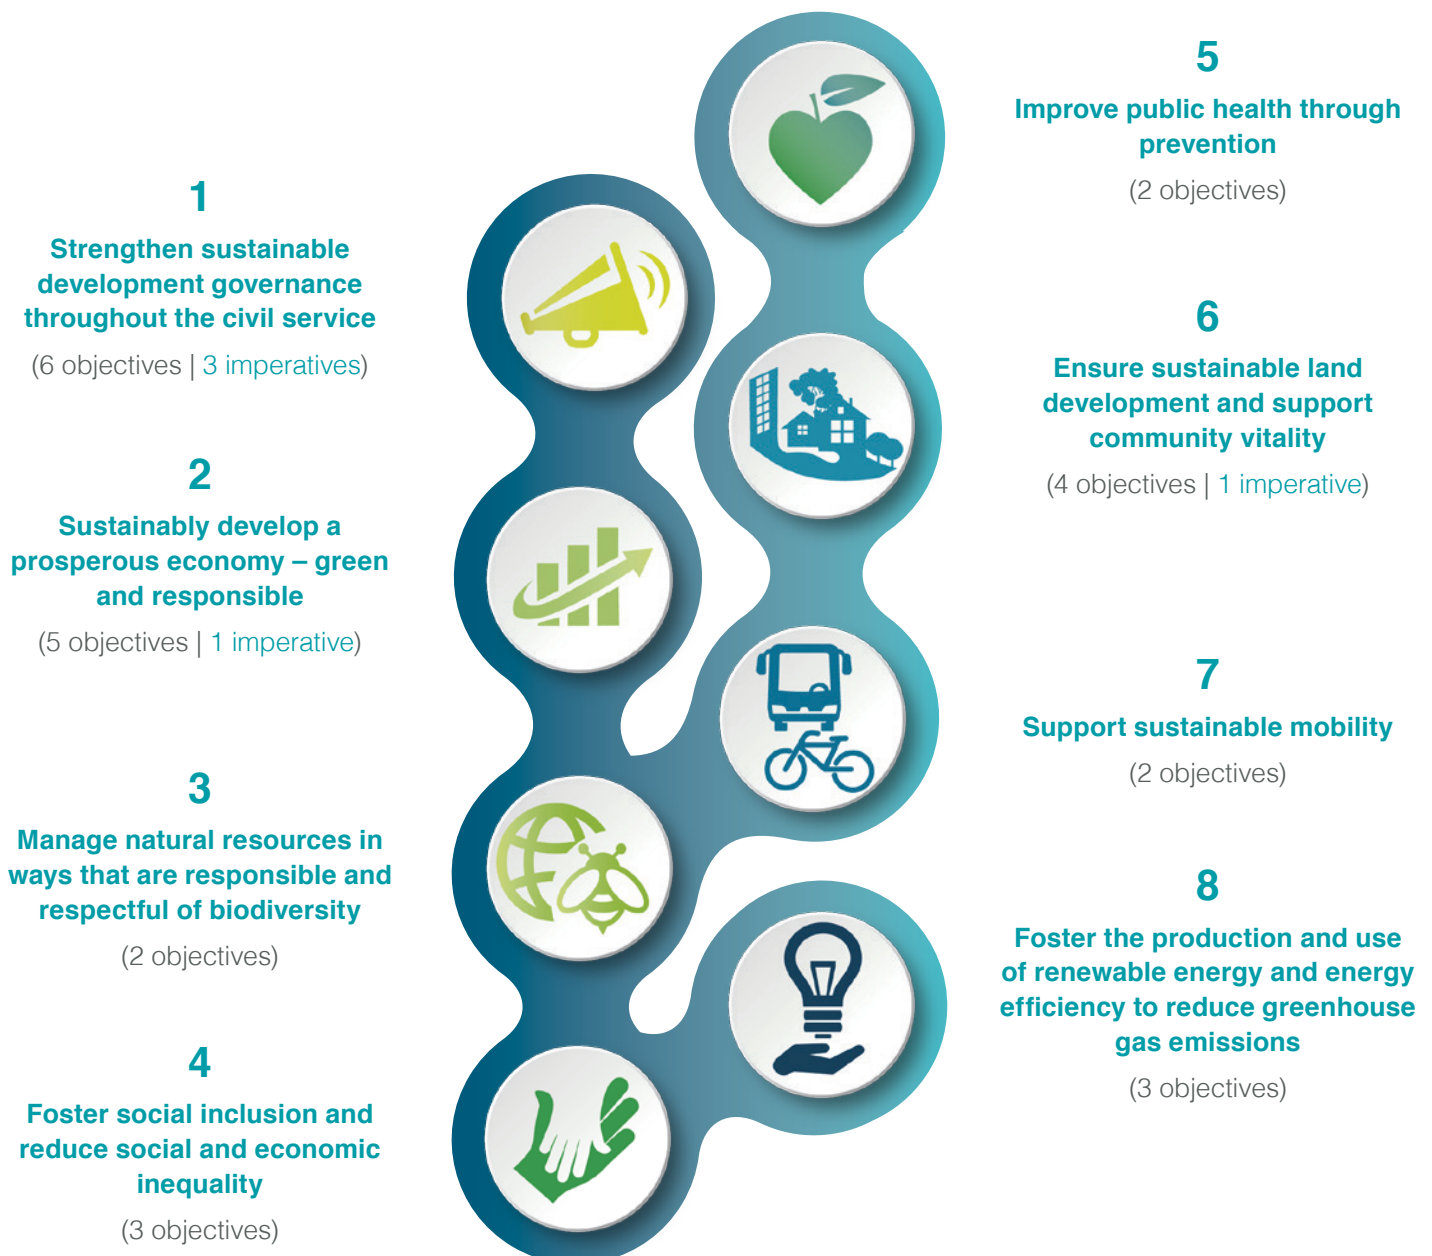 1
Strengthen sustainable
development governance
throughout the civil service
(6 objectives | 3 imperatives)
2
Sustainably develop a
prosperous economy – green
and responsible
(5 objectives | 1 imperative)
3
Manage natural resources in
ways that are responsible and
respectful of biodiversity
(2 objectives)
4
Foster social inclusion and
reduce social and economic
inequality
(3 objectives)
5
Improve public health through
prevention
(2 objectives)
6
Ensure sustainable land
development and support
community vitality
(4 objectives | 1 imperative)
7
Support sustainable mobility
(2 objectives)
8
Foster the production and use
of renewable energy and energy
efficiency to reduce greenhouse
gas emissions
(3 objectives)